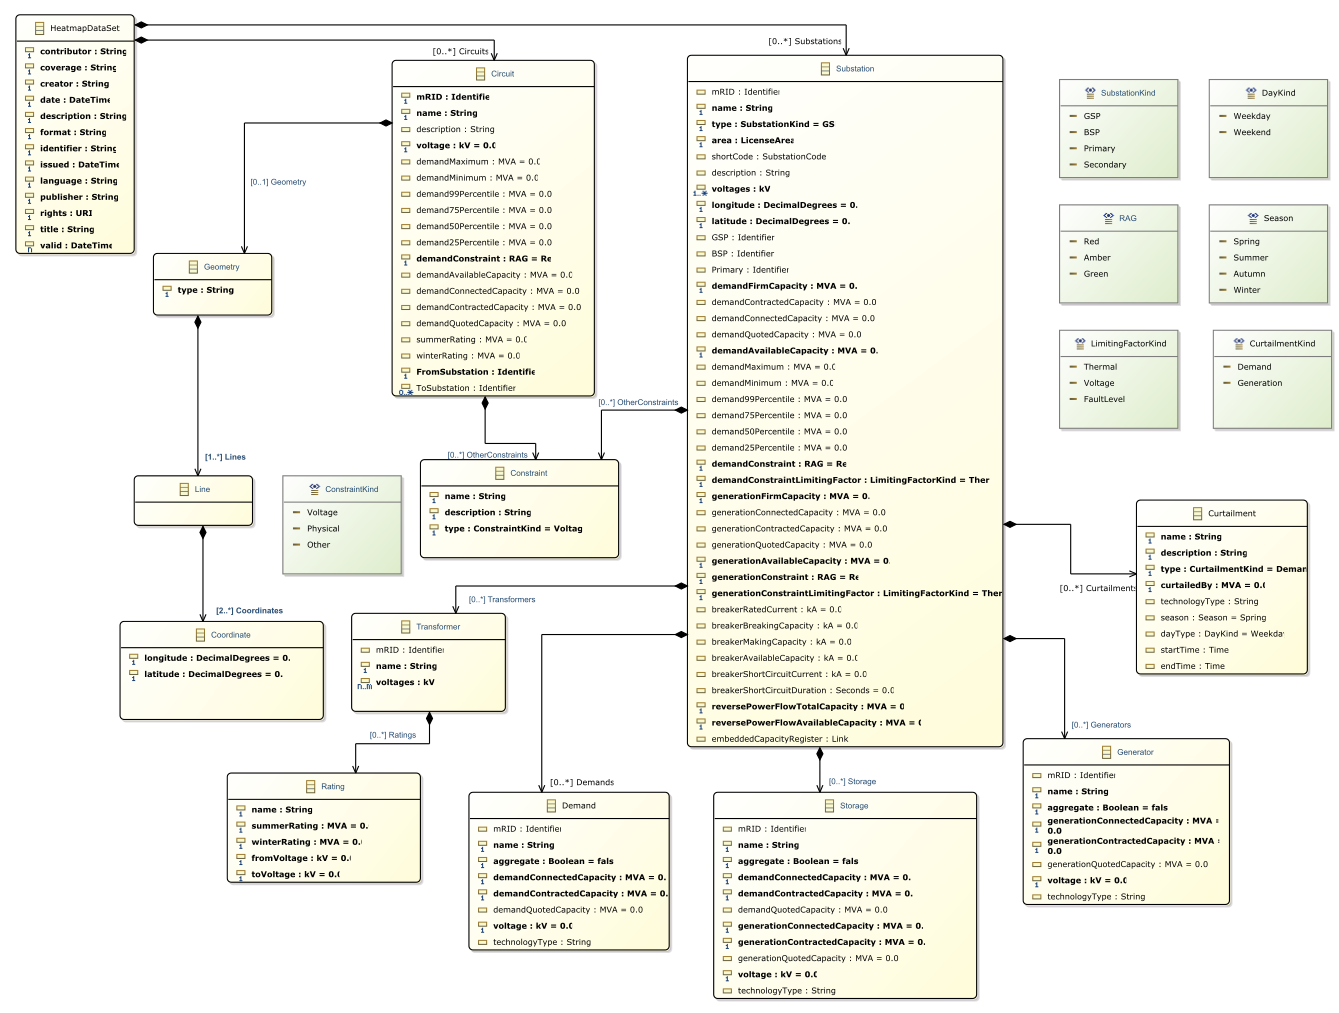 HeatmapDataSet
contributor : String
coverage : String
creator : String
date : DateTime
description : String
format : String
identifier : String
issued : DateTime
language : String
publisher : String
rights : URI
title : String
valid : DateTime
[0..*] Circuits
[0..*] Substations
Circuit
mRID : Identifie
name : String
description : String
voltage : kV = 0.0
demandMaximum : MVA = 0.0
demandMinimum : MVA = 0.0
demand99Percentile : MVA = 0.0
demand75Percentile : MVA = 0.0
demand50Percentile : MVA = 0.0
demand25Percentile : MVA = 0.0
demandConstraint : RAG = Re
demandAvailableCapacity : MVA = 0.0
demandConnectedCapacity : MVA = 0.0
demandContractedCapacity : MVA = 0.0
demandQuotedCapacity : MVA = 0.0
summerRating : MVA = 0.0
winterRating : MVA = 0.0
FromSubstation : Identifie
0..*
ToSubstation : Identifier
[0..1] Geometry
Geometry
type : String
[1..*] Lines
Line
[2..*] Coordinates
Coordinate
longitude : DecimalDegrees = 0.
latitude : DecimalDegrees = 0.
ConstraintKind
Voltage
Physical
Other
[0..*] OtherConstraints
[0..*] OtherConstraints
Constraint
name : String
description : String
type : ConstraintKind = Voltag
[0..*] Transformers
Transformer
mRID : Identifier
name : String
n..m
voltages : kV
[0..*] Ratings
Rating
name : String
summerRating : MVA = 0.
winterRating : MVA = 0.
fromVoltage : kV = 0.
toVoltage : kV = 0.0
Substation
mRID : Identifier
name : String
type : SubstationKind = GS
area : LicenseArea
shortCode : SubstationCode
description : String
1..*
voltages : kV
longitude : DecimalDegrees = 0.
latitude : DecimalDegrees = 0.
GSP : Identifier
BSP : Identifier
Primary : Identifier
demandFirmCapacity : MVA = 0.
demandContractedCapacity : MVA = 0.0
demandConnectedCapacity : MVA = 0.0
demandQuotedCapacity : MVA = 0.0
demandAvailableCapacity : MVA = 0.
demandMaximum : MVA = 0.0
demandMinimum : MVA = 0.0
demand99Percentile : MVA = 0.0
demand75Percentile : MVA = 0.0
demand50Percentile : MVA = 0.0
demand25Percentile : MVA = 0.0
demandConstraint : RAG = Re
demandConstraintLimitingFactor : LimitingFactorKind = Ther
generationFirmCapacity : MVA = 0.
generationConnectedCapacity : MVA = 0.0
generationContractedCapacity : MVA = 0.0
generationQuotedCapacity : MVA = 0.0
generationAvailableCapacity : MVA = 0.
generationConstraint : RAG = Re
generationConstraintLimitingFactor : LimitingFactorKind = Ther
breakerRatedCurrent : kA = 0.0
breakerBreakingCapacity : kA = 0.0
breakerMakingCapacity : kA = 0.0
breakerAvailableCapacity : kA = 0.0
breakerShortCircuitCurrent : kA = 0.0
breakerShortCircuitDuration : Seconds = 0.0
reversePowerFlowTotalCapacity : MVA = 0
reversePowerFlowAvailableCapacity : MVA = (
embeddedCapacityRegister : Link
[0..*] Demands
Demand
mRID : Identifier
name : String
aggregate : Boolean = fals
demandConnectedCapacity : MVA = 0.
demandContractedCapacity : MVA = 0.
demandQuotedCapacity : MVA = 0.0
voltage : kV = 0.0
technologyType : String
[0..*] Storage
Storage
mRID : Identifier
name : String
aggregate : Boolean = fals
demandConnectedCapacity : MVA = 0.
demandContractedCapacity : MVA = 0.
demandQuotedCapacity : MVA = 0.0
generationConnectedCapacity : MVA = 0.
generationContractedCapacity : MVA = 0.
generationQuotedCapacity : MVA = 0.0
voltage : kV = 0.0
technologyType : String
SubstationKind
GSP
BSP
Primary
Secondary
DayKind
Weekday
Weekend
RAG
Red
Amber
Green
Season
Spring
Summer
Autumn
Winter
LimitingFactorKind
Thermal
Voltage
FaultLevel
CurtailmentKind
Demand
Generation
[0..*] Curtailments
Curtailment
name : String
description : String
type : CurtailmentKind = Deman
curtailedBy : MVA = 0.0
technologyType : String
season : Season = Spring
dayType : DayKind = Weekday
startTime : Time
endTime : Time
[0..*] Generators
Generator
mRID : Identifier
name : String
aggregate : Boolean = fals
generationConnectedCapacity : MVA =
0.0
generationContractedCapacity : MVA :
0.0
generationQuotedCapacity : MVA = 0.0
voltage : kV = 0.0
technologyType : String